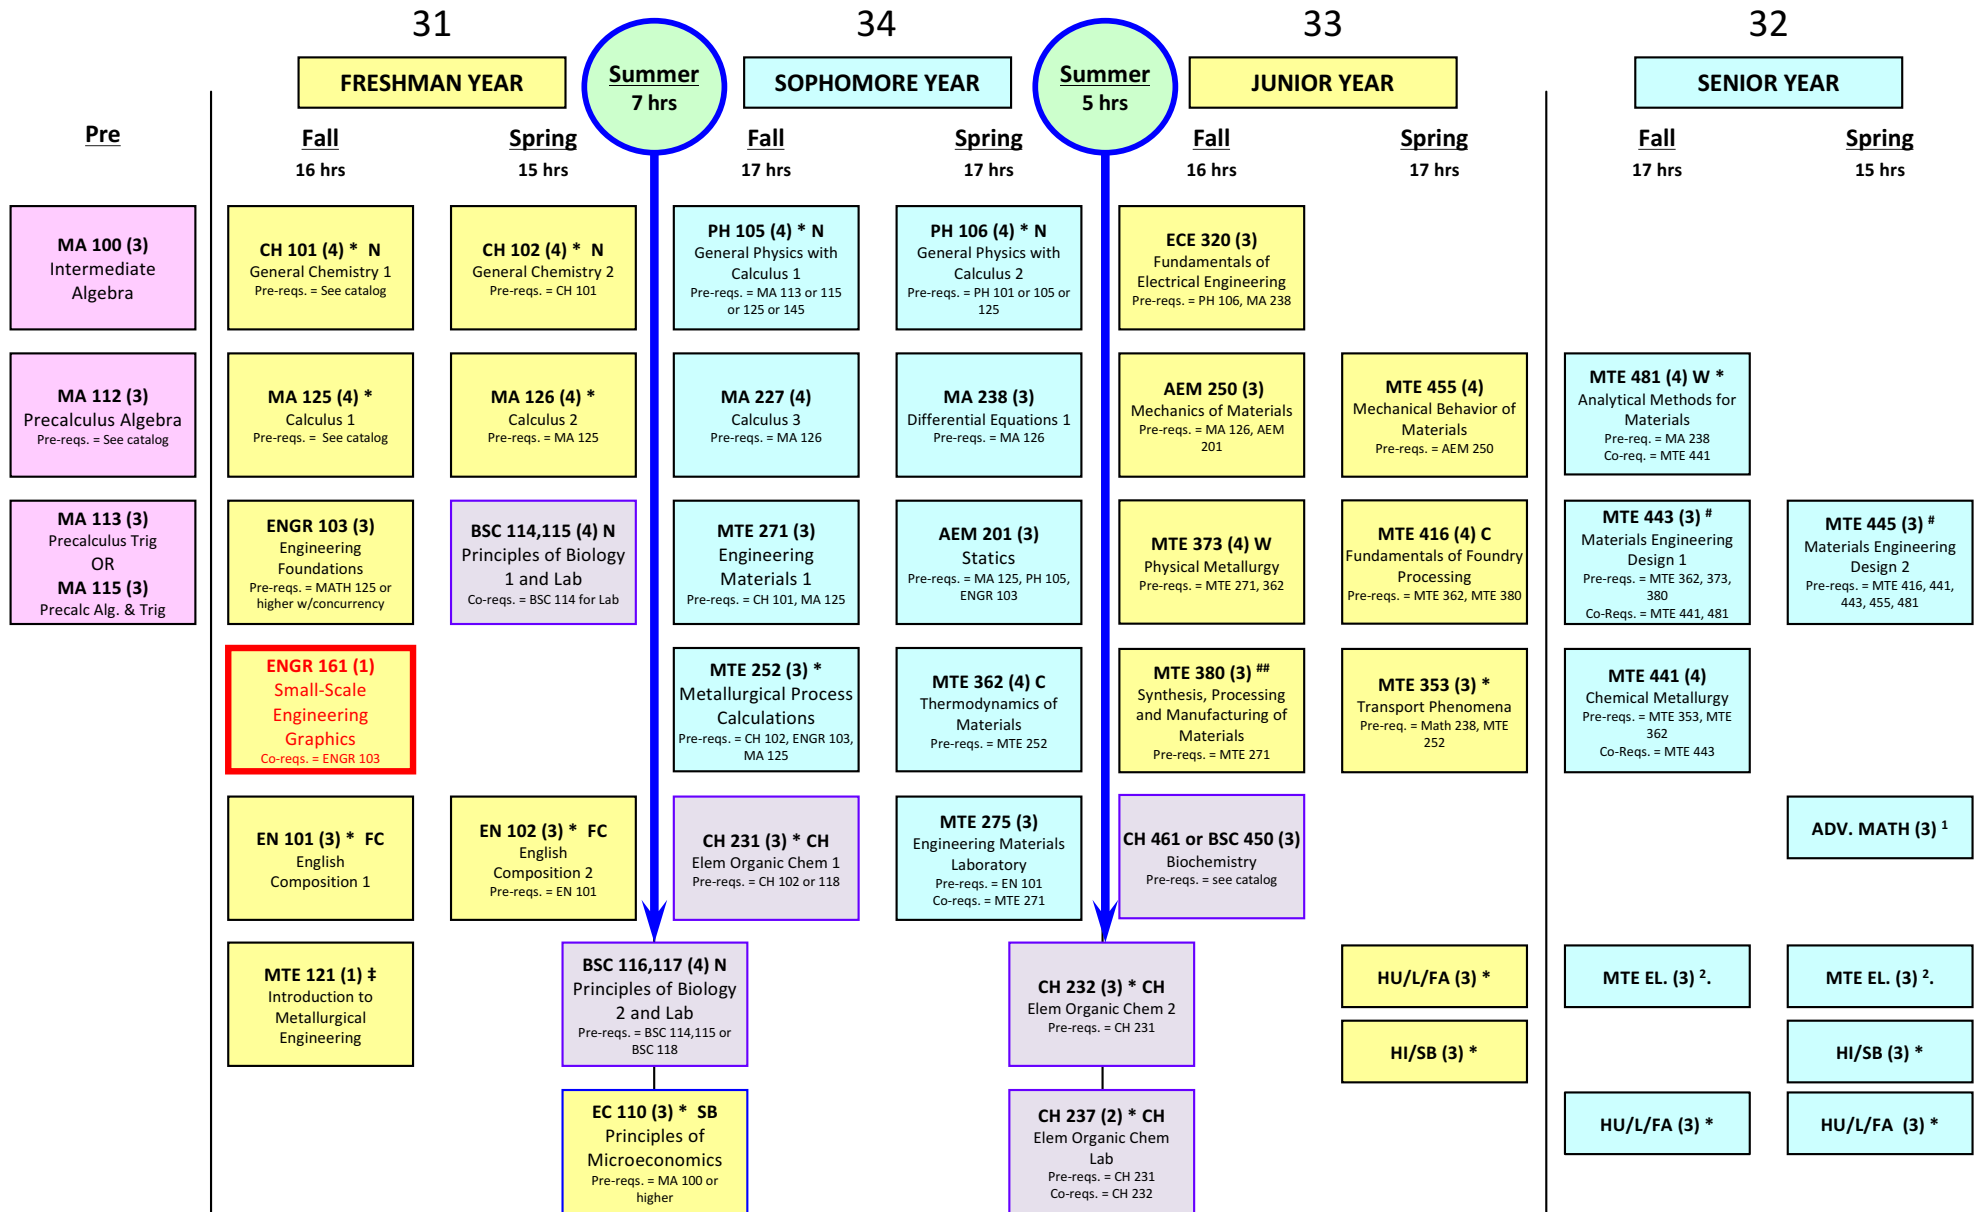 31
34
33
32
FRESHMAN YEAR
Summer
7 hrs
SOPHOMORE YEAR
Summer
5 hrs
JUNIOR YEAR
SENIOR YEAR
Pre
Fall
16 hrs
Spring
15 hrs
Fall
17 hrs
Spring
17 hrs
Fall
16 hrs
Spring
17 hrs
Fall
17 hrs
Spring
15 hrs
MA 100 (3)
Intermediate
Algebra
CH 101 (4) * N
General Chemistry 1
Pre-reqs. = See catalog
CH 102 (4) * N
General Chemistry 2
Pre-reqs. = CH 101
PH 105 (4) * N
General Physics with
Calculus 1
Pre-reqs. = MA 113 or 115
or 125 or 145
PH 106 (4) * N
General Physics with
Calculus 2
Pre-reqs. = PH 101 or 105 or
125
ECE 320 (3)
Fundamentals of
Electrical Engineering
Pre-reqs. = PH 106, MA 238
MA 112 (3)
Precalculus Algebra
Pre-reqs. = See catalog
MA 125 (4) *
Calculus 1
Pre-reqs. = See catalog
MA 126 (4) *
Calculus 2
Pre-reqs. = MA 125
MA 227 (4)
Calculus 3
Pre-reqs. = MA 126
MA 238 (3)
Differential Equations 1
Pre-reqs. = MA 126
AEM 250 (3)
Mechanics of Materials
Pre-reqs. = MA 126, AEM
201
MTE 455 (4)
Mechanical Behavior of
Materials
Pre-reqs. = AEM 250
MTE 481 (4) W *
Analytical Methods for
Materials
Pre-req. = MA 238
Co-req. = MTE 441
MA 113 (3)
Precalculus Trig
OR
MA 115 (3)
Precalc Alg. & Trig
ENGR 103 (3)
Engineering
Foundations
Pre-reqs. = MATH 125 or
higher w/concurrency
BSC 114,115 (4) N
Principles of Biology
1 and Lab
Co-reqs. = BSC 114 for Lab
MTE 271 (3)
Engineering
Materials 1
Pre-reqs. = CH 101, MA 125
AEM 201 (3)
Statics
Pre-reqs. = MA 125, PH 105,
ENGR 103
MTE 373 (4) W
Physical Metallurgy
Pre-reqs. = MTE 271, 362
MTE 416 (4) C
Fundamentals of Foundry
Processing
Pre-reqs. = MTE 362, MTE 380
MTE 443 (3) #
Materials Engineering
Design 1
Pre-reqs. = MTE 362, 373,
380
Co-Reqs. = MTE 441, 481
MTE 445 (3) #
Materials Engineering
Design 2
Pre-reqs. = MTE 416, 441,
443, 455, 481
ENGR 161 (1)
Small-Scale
Engineering
Graphics
Co-reqs. = ENGR 103
MTE 252 (3) *
Metallurgical Process
Calculations
Pre-reqs. = CH 102, ENGR 103,
MA 125
MTE 362 (4) C
Thermodynamics of
Materials
Pre-reqs. = MTE 252
MTE 380 (3) ##
Synthesis, Processing
and Manufacturing of
Materials
Pre-reqs. = MTE 271
MTE 353 (3) *
Transport Phenomena
Pre-req. = Math 238, MTE
252
MTE 441 (4)
Chemical Metallurgy
Pre-reqs. = MTE 353, MTE
362
Co-Reqs. = MTE 443
EN 101 (3) * FC
English
Composition 1
EN 102 (3) * FC
English
Composition 2
Pre-reqs. = EN 101
CH 231 (3) * CH
Elem Organic Chem 1
Pre-reqs. = CH 102 or 118
MTE 275 (3)
Engineering Materials
Laboratory
Pre-reqs. = EN 101
Co-reqs. = MTE 271
CH 461 or BSC 450 (3)
Biochemistry
Pre-reqs. = see catalog
ADV. MATH (3) 1
MTE 121 (1) ‡
Introduction to
Metallurgical
Engineering
BSC 116,117 (4) N
Principles of Biology
2 and Lab
Pre-reqs. = BSC 114,115 or
BSC 118
CH 232 (3) * CH
Elem Organic Chem 2
Pre-reqs. = CH 231
HU/L/FA (3) *
MTE EL. (3) 2.
MTE EL. (3) 2.
HI/SB (3) *
HI/SB (3) *
EC 110 (3) * SB
Principles of
Microeconomics
Pre-reqs. = MA 100 or
higher
CH 237 (2) * CH
Elem Organic Chem
Lab
Pre-reqs. = CH 231
Co-reqs. = CH 232
HU/L/FA (3) *
HU/L/FA (3) *